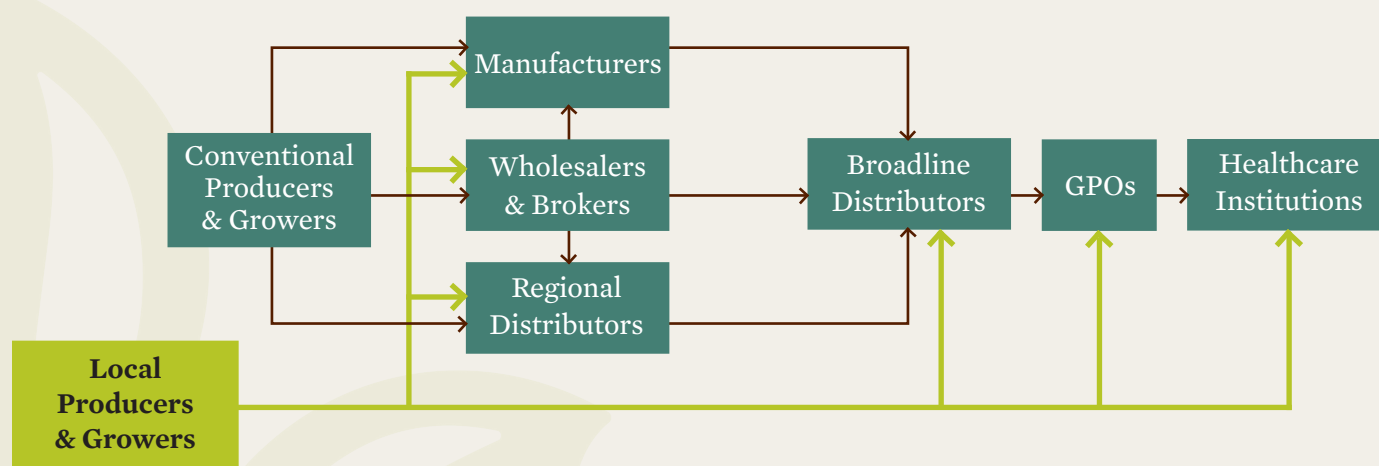 Manufacturers
Conventional
Producers
& Growers
Wholesalers
& Brokers
Broadline
Distributors
GPOs
Healthcare
Institutions
Regional
Distributors
Local
Producers
& Growers